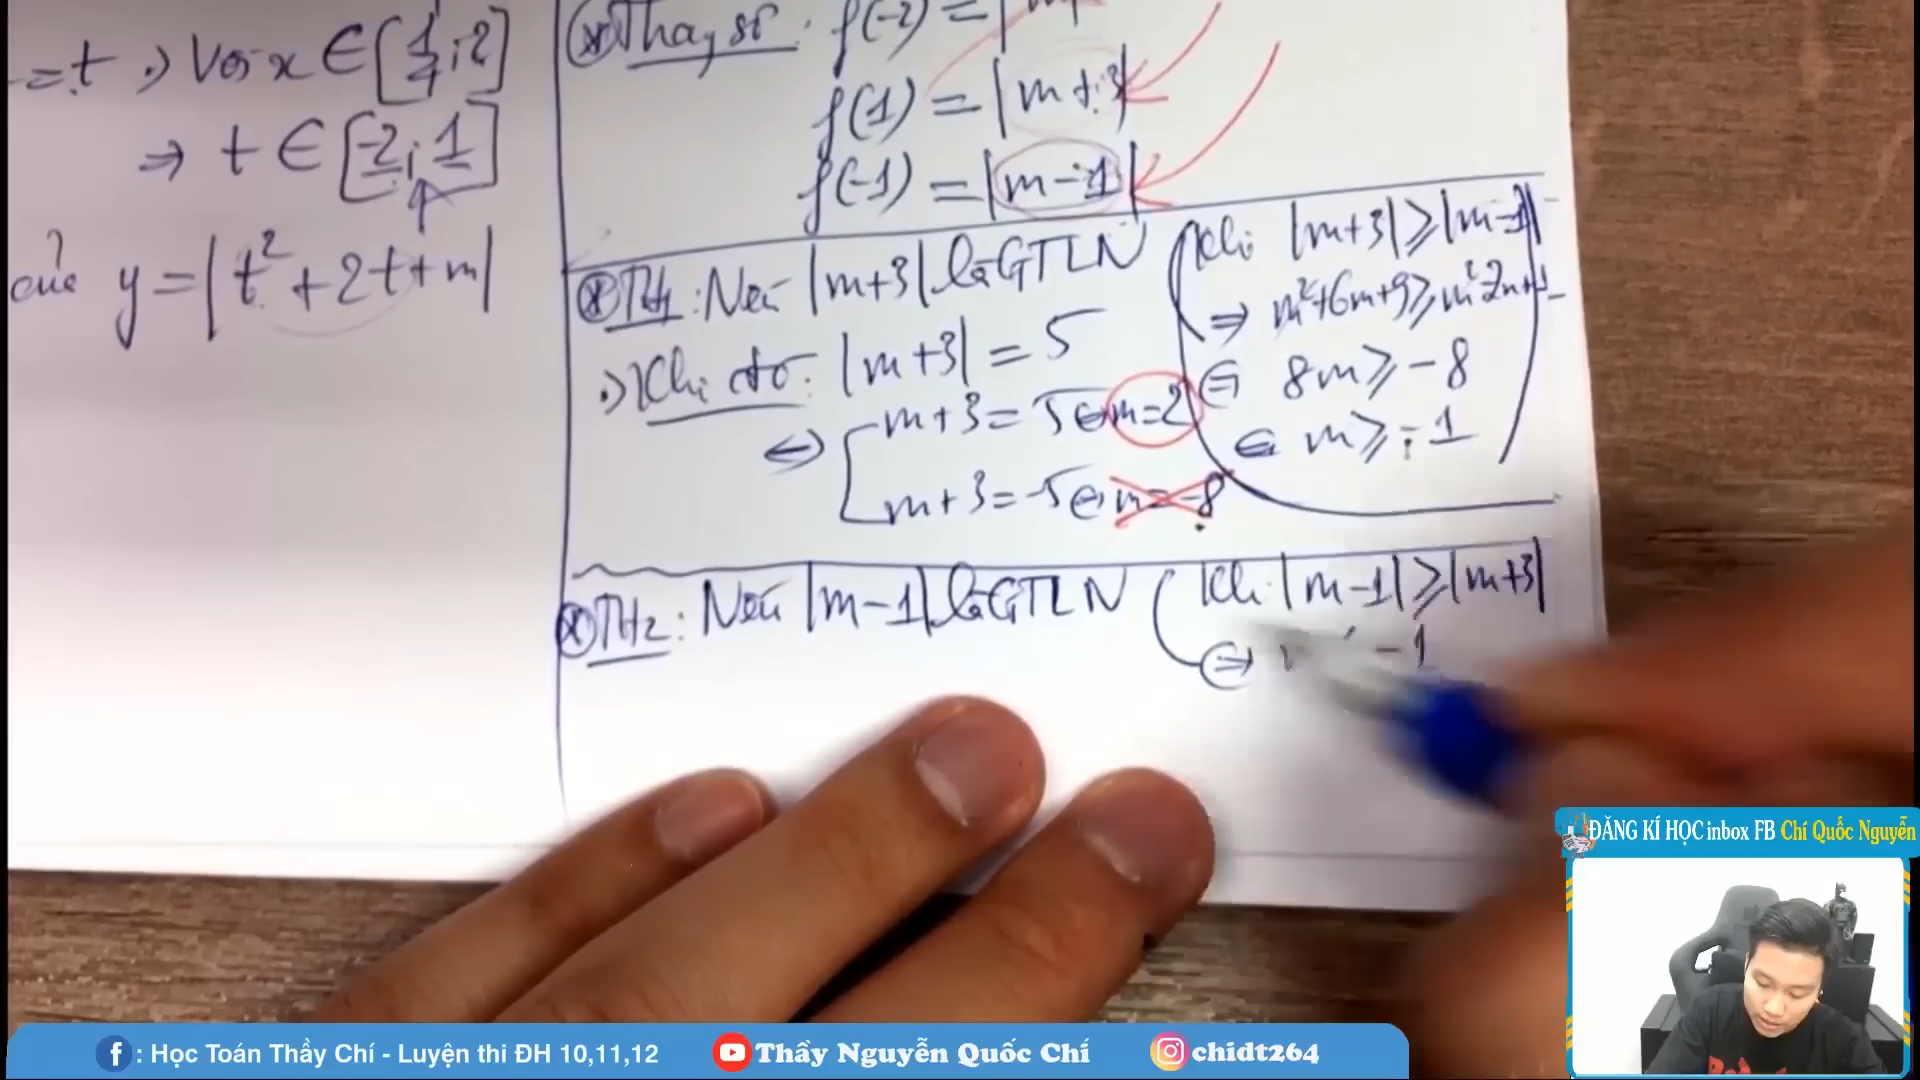 =t ·) Với x ∈ [1/4; 2]
⇒ t ∈ [-2; 1]
của y = |t² + 2t + m|
(*) Thay số: f(-2) = |m|
f(1) = |m+3|
f(-1) = |m-1|
(*) TH1: Nếu |m+3| là GTLN
·) Khi đó: |m+3| = 5
⇔ [ m+3 = 5 ⇔ m = 2
m+3 = -5 ⇔ m = -8
Khi |m+3| ≥ |m-1|
⇒ m²+6m+9 ≥ m²-2m+1
⇔ 8m ≥ -8
⇔ m ≥ -1
(*) TH2: Nếu |m-1| là GTLN
Khi |m-1| ≥ |m+3|
⇔ m -1
ĐĂNG KÍ HỌC inbox FB Chí Quốc Nguyễn
: Học Toán Thầy Chí - Luyện thi ĐH 10,11,12
Thầy Nguyễn Quốc Chí
chidt264